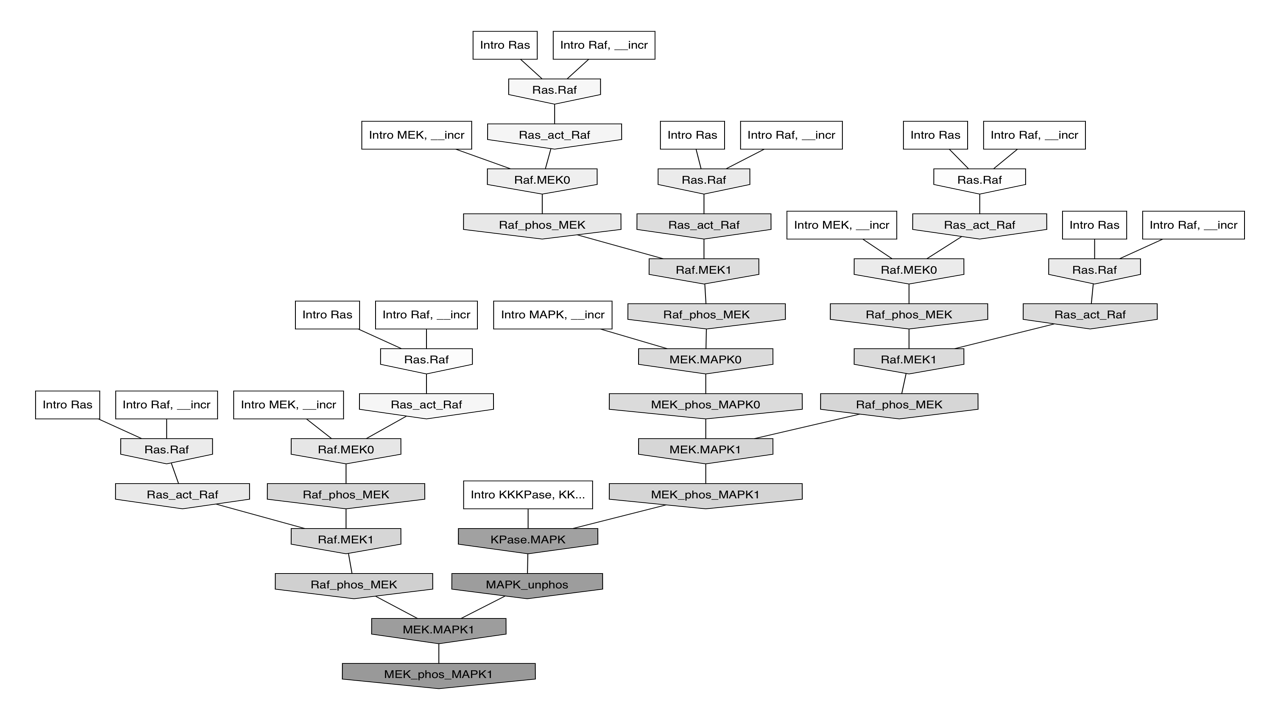 Intro Ras
Intro Raf, __incr
Ras.Raf
Intro MEK, __incr
Ras_act_Raf
Intro Ras
Intro Raf, __incr
Intro Ras
Intro Raf, __incr
Raf.MEK0
Ras.Raf
Ras.Raf
Raf_phos_MEK
Ras_act_Raf
Intro MEK, __incr
Ras_act_Raf
Intro Ras
Intro Raf, __incr
Raf.MEK1
Raf.MEK0
Ras.Raf
Intro Ras
Intro Raf, __incr
Intro MAPK, __incr
Raf_phos_MEK
Raf_phos_MEK
Ras_act_Raf
Ras.Raf
MEK.MAPK0
Raf.MEK1
Intro Ras
Intro Raf, __incr
Intro MEK, __incr
Ras_act_Raf
MEK_phos_MAPK0
Raf_phos_MEK
Ras.Raf
Raf.MEK0
MEK.MAPK1
Ras_act_Raf
Raf_phos_MEK
Intro KKKPase, KK...
MEK_phos_MAPK1
Raf.MEK1
KPase.MAPK
Raf_phos_MEK
MAPK_unphos
MEK.MAPK1
MEK_phos_MAPK1